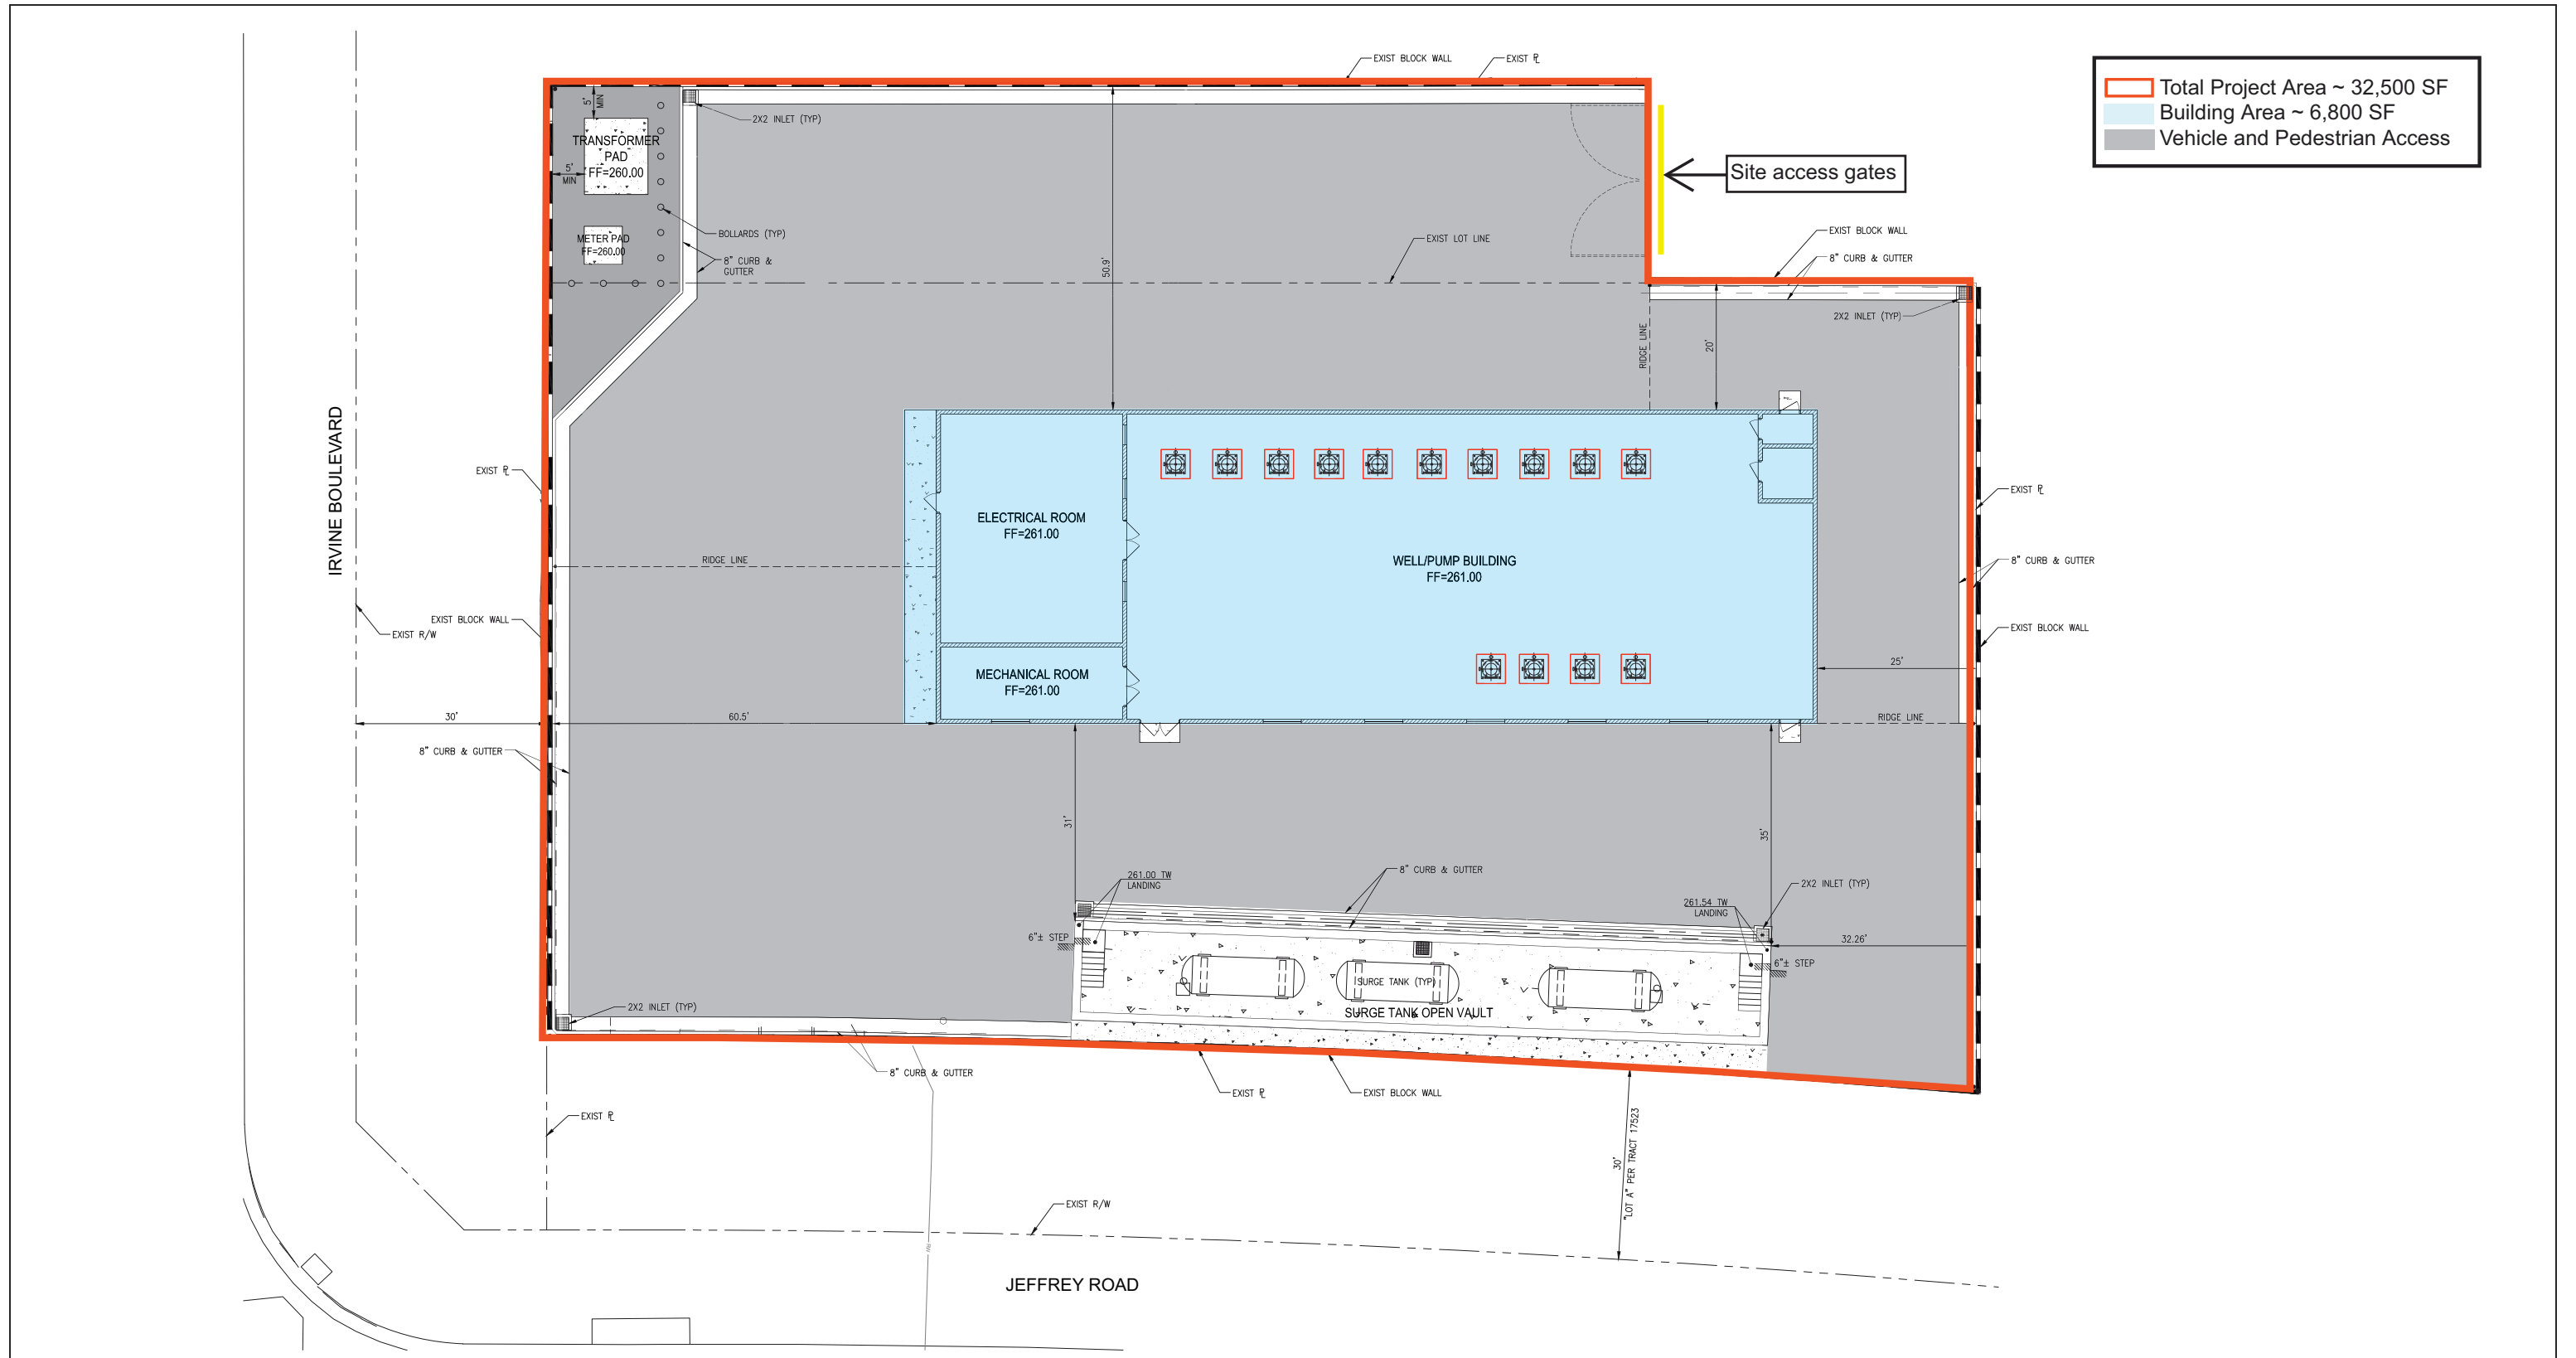 EXIST BLOCK WALL
EXIST PL
Total Project Area ~ 32,500 SF
Building Area ~ 6,800 SF
Vehicle and Pedestrian Access
5'
MIN
2X2 INLET (TYP)
TRANSFORMER
PAD
FF=260.00
5'
MIN
Site access gates
BOLLARDS (TYP)
METER PAD
FF=260.00
8" CURB &
GUTTER
50.9'
EXIST LOT LINE
EXIST BLOCK WALL
8" CURB & GUTTER
2X2 INLET (TYP)
RIDGE LINE
20'
IRVINE BOULEVARD
EXIST PL
EXIST PL
ELECTRICAL ROOM
FF=261.00
WELL/PUMP BUILDING
FF=261.00
RIDGE LINE
8" CURB & GUTTER
EXIST BLOCK WALL
EXIST R/W
EXIST BLOCK WALL
MECHANICAL ROOM
FF=261.00
25'
30'
60.5'
RIDGE LINE
8" CURB & GUTTER
31'
35'
8" CURB & GUTTER
261.00 TW
LANDING
2X2 INLET (TYP)
261.54 TW
LANDING
6"± STEP
32.26'
6"± STEP
SURGE TANK (TYP)
2X2 INLET (TYP)
SURGE TANK OPEN VAULT
8" CURB & GUTTER
EXIST PL
EXIST BLOCK WALL
EXIST PL
30'
"LOT A" PER TRACT 17523
EXIST R/W
JEFFREY ROAD